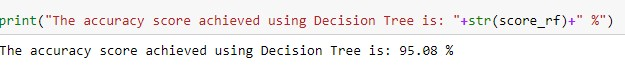 print("The accuracy score achieved using Decision Tree is: "+str(score_rf)+" %")
The accuracy score achieved using Decision Tree is: 95.08 %